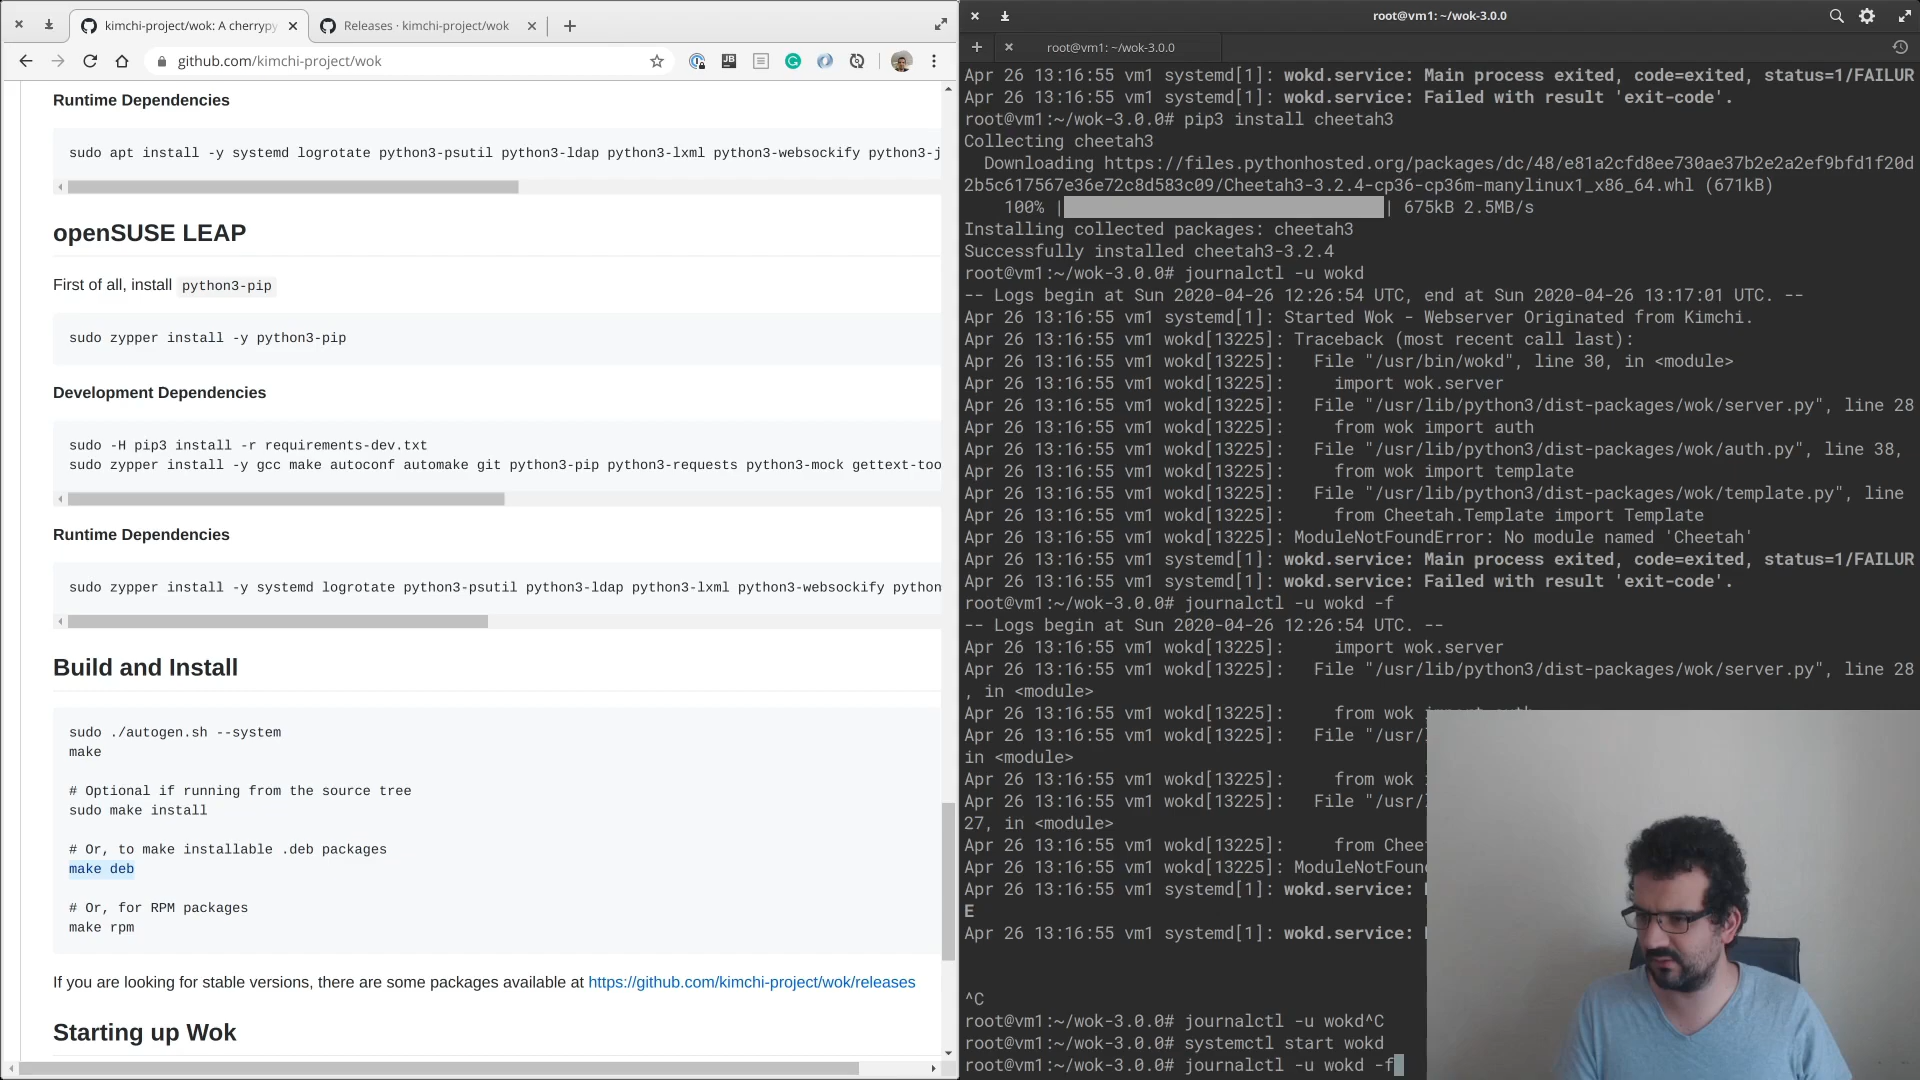 kimchi-project/wok: A cherrypy
Releases · kimchi-project/wok
github.com/kimchi-project/wok
Runtime Dependencies
sudo apt install -y systemd logrotate python3-psutil python3-ldap python3-lxml python3-websockify python3-j
openSUSE LEAP
First of all, install python3-pip
sudo zypper install -y python3-pip
Development Dependencies
sudo -H pip3 install -r requirements-dev.txt
sudo zypper install -y gcc make autoconf automake git python3-pip python3-requests python3-mock gettext-too
Runtime Dependencies
sudo zypper install -y systemd logrotate python3-psutil python3-ldap python3-lxml python3-websockify python
Build and Install
sudo ./autogen.sh --system
make
# Optional if running from the source tree
sudo make install
# Or, to make installable .deb packages
make deb
# Or, for RPM packages
make rpm
If you are looking for stable versions, there are some packages available at https://github.com/kimchi-project/wok/releases
Starting up Wok
root@vm1: ~/wok-3.0.0
root@vm1: ~/wok-3.0.0
Apr 26 13:16:55 vm1 systemd[1]: wokd.service: Main process exited, code=exited, status=1/FAILUR
Apr 26 13:16:55 vm1 systemd[1]: wokd.service: Failed with result 'exit-code'.
root@vm1:~/wok-3.0.0# pip3 install cheetah3
Collecting cheetah3
Downloading https://files.pythonhosted.org/packages/dc/48/e81a2cfd8ee730ae37b2e2a2ef9bfd1f20d
2b5c617567e36e72c8d583c09/Cheetah3-3.2.4-cp36-cp36m-manylinux1_x86_64.whl (671kB)
100% | | 675kB 2.5MB/s
Installing collected packages: cheetah3
Successfully installed cheetah3-3.2.4
root@vm1:~/wok-3.0.0# journalctl -u wokd
-- Logs begin at Sun 2020-04-26 12:26:54 UTC, end at Sun 2020-04-26 13:17:01 UTC. --
Apr 26 13:16:55 vm1 systemd[1]: Started Wok - Webserver Originated from Kimchi.
Apr 26 13:16:55 vm1 wokd[13225]: Traceback (most recent call last):
Apr 26 13:16:55 vm1 wokd[13225]: File "/usr/bin/wokd", line 30, in <module>
Apr 26 13:16:55 vm1 wokd[13225]: import wok.server
Apr 26 13:16:55 vm1 wokd[13225]: File "/usr/lib/python3/dist-packages/wok/server.py", line 28
Apr 26 13:16:55 vm1 wokd[13225]: from wok import auth
Apr 26 13:16:55 vm1 wokd[13225]: File "/usr/lib/python3/dist-packages/wok/auth.py", line 38,
Apr 26 13:16:55 vm1 wokd[13225]: from wok import template
Apr 26 13:16:55 vm1 wokd[13225]: File "/usr/lib/python3/dist-packages/wok/template.py", line
Apr 26 13:16:55 vm1 wokd[13225]: from Cheetah.Template import Template
Apr 26 13:16:55 vm1 wokd[13225]: ModuleNotFoundError: No module named 'Cheetah'
Apr 26 13:16:55 vm1 systemd[1]: wokd.service: Main process exited, code=exited, status=1/FAILUR
Apr 26 13:16:55 vm1 systemd[1]: wokd.service: Failed with result 'exit-code'.
root@vm1:~/wok-3.0.0# journalctl -u wokd -f
-- Logs begin at Sun 2020-04-26 12:26:54 UTC. --
Apr 26 13:16:55 vm1 wokd[13225]: import wok.server
Apr 26 13:16:55 vm1 wokd[13225]: File "/usr/lib/python3/dist-packages/wok/server.py", line 28
, in <module>
Apr 26 13:16:55 vm1 wokd[13225]: from wok
Apr 26 13:16:55 vm1 wokd[13225]: File "/usr/
in <module>
Apr 26 13:16:55 vm1 wokd[13225]: from wok
Apr 26 13:16:55 vm1 wokd[13225]: File "/usr/
27, in <module>
Apr 26 13:16:55 vm1 wokd[13225]: from Chee
Apr 26 13:16:55 vm1 wokd[13225]: ModuleNotFoun
Apr 26 13:16:55 vm1 systemd[1]: wokd.service:
E
Apr 26 13:16:55 vm1 systemd[1]: wokd.service:
^C
root@vm1:~/wok-3.0.0# journalctl -u wokd^C
root@vm1:~/wok-3.0.0# systemctl start wokd
root@vm1:~/wok-3.0.0# journalctl -u wokd -f